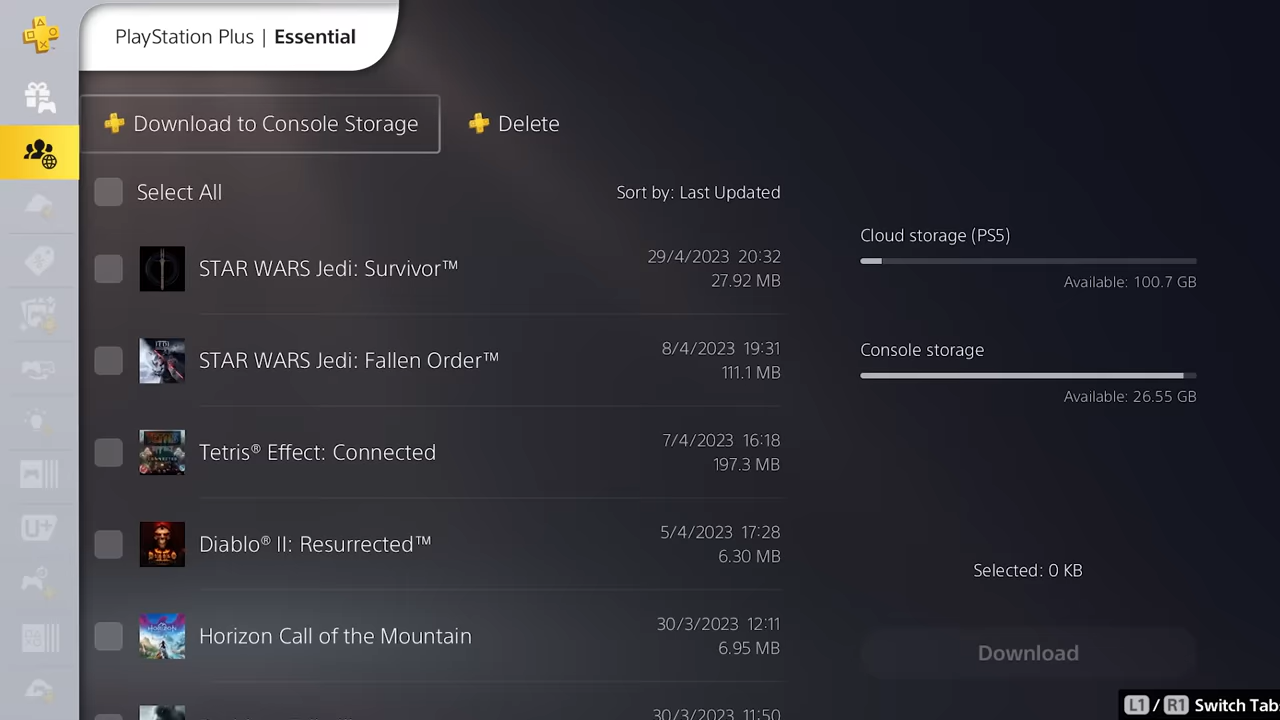 PlayStation Plus | Essential
Download to Console Storage
Delete
Select All
Sort by: Last Updated
STAR WARS Jedi: Survivor™
29/4/2023 20:32
27.92 MB
STAR WARS Jedi: Fallen Order™
8/4/2023 19:31
111.1 MB
Tetris® Effect: Connected
7/4/2023 16:18
197.3 MB
Diablo® II: Resurrected™
5/4/2023 17:28
6.30 MB
Horizon Call of the Mountain
30/3/2023 12:11
6.95 MB
30/3/2023 11:50
Cloud storage (PS5)
Available: 100.7 GB
Console storage
Available: 26.55 GB
Selected: 0 KB
Download
L1 / R1 Switch Tab
U+